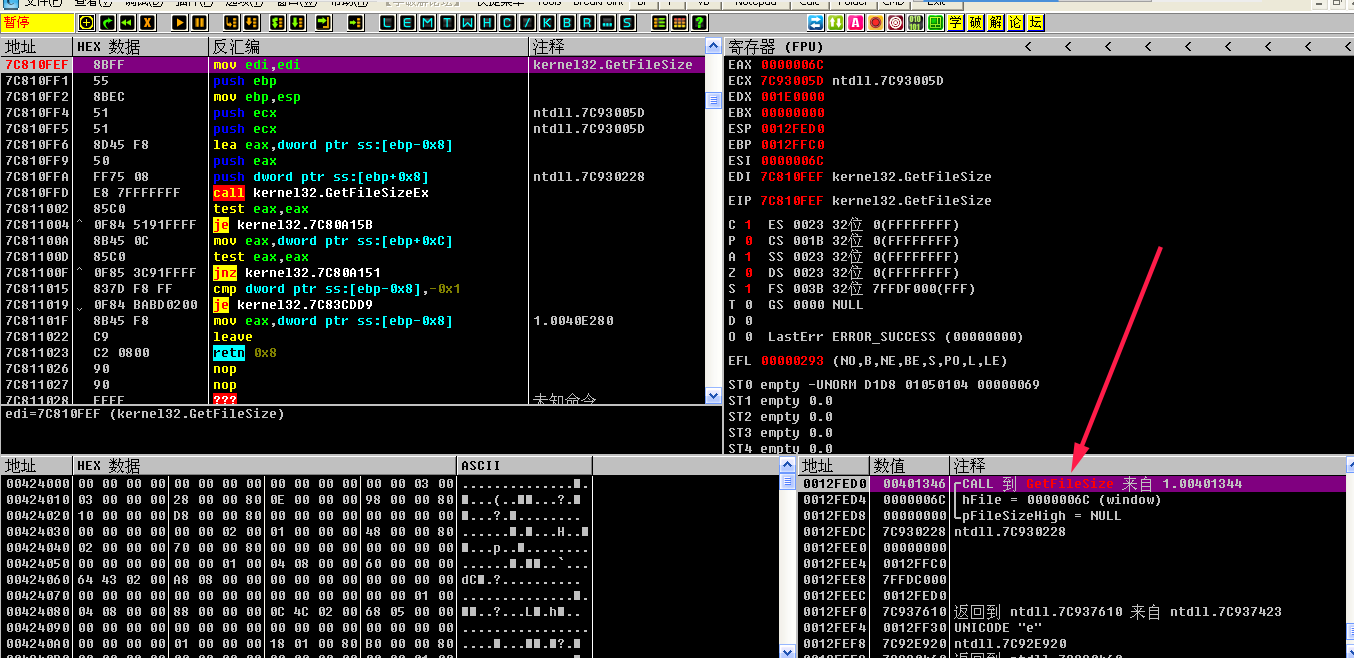 暂停
L E M T W H C / K B R ... S
学 破 解 论 坛
地址 HEX 数据 反汇编 注释
7C810FEF 8BFF mov edi,edi kernel32.GetFileSize
7C810FF1 55 push ebp
7C810FF2 8BEC mov ebp,esp
7C810FF4 51 push ecx ntdll.7C93005D
7C810FF5 51 push ecx ntdll.7C93005D
7C810FF6 8D45 F8 lea eax,dword ptr ss:[ebp-0x8]
7C810FF9 50 push eax
7C810FFA FF75 08 push dword ptr ss:[ebp+0x8] ntdll.7C930228
7C810FFD E8 7FFFFFFF call kernel32.GetFileSizeEx
7C811002 85C0 test eax,eax
7C811004 ^ 0F84 5191FFFF je kernel32.7C80A15B
7C81100A 8B45 0C mov eax,dword ptr ss:[ebp+0xC]
7C81100D 85C0 test eax,eax
7C81100F ^ 0F85 3C91FFFF jnz kernel32.7C80A151
7C811015 837D F8 FF cmp dword ptr ss:[ebp-0x8],-0x1
7C811019 0F84 BABD0200 je kernel32.7C83CDD9
7C81101F 8B45 F8 mov eax,dword ptr ss:[ebp-0x8] 1.0040E280
7C811022 C9 leave
7C811023 C2 0800 retn 0x8
7C811026 90 nop
7C811027 90 nop
7C811028 FFFF ??? 未知命令
edi=7C810FEF (kernel32.GetFileSize)
寄存器 (FPU) < < < < < < < < <
EAX 0000006C
ECX 7C93005D ntdll.7C93005D
EDX 001E0000
EBX 00000000
ESP 0012FED0
EBP 0012FFC0
ESI 0000006C
EDI 7C810FEF kernel32.GetFileSize
EIP 7C810FEF kernel32.GetFileSize
C 1 ES 0023 32位 0(FFFFFFFF)
P 0 CS 001B 32位 0(FFFFFFFF)
A 1 SS 0023 32位 0(FFFFFFFF)
Z 0 DS 0023 32位 0(FFFFFFFF)
S 1 FS 003B 32位 7FFDF000(FFF)
T 0 GS 0000 NULL
D 0
O 0 LastErr ERROR_SUCCESS (00000000)
EFL 00000293 (NO,B,NE,BE,S,PO,L,LE)
ST0 empty -UNORM D1D8 01050104 00000069
ST1 empty 0.0
ST2 empty 0.0
ST3 empty 0.0
ST4 empty 0.0
地址 HEX 数据 ASCII
00424000 00 00 00 00 00 00 00 00 00 00 00 00 00 00 03 00
00424010 03 00 00 00 28 00 00 80 0E 00 00 00 98 00 00 80
00424020 10 00 00 00 D8 00 00 80 00 00 00 00 00 00 00 00
00424030 00 00 00 00 00 00 02 00 01 00 00 00 48 00 00 80
00424040 02 00 00 00 70 00 00 80 00 00 00 00 00 00 00 00
00424050 00 00 00 00 00 00 01 00 04 08 00 00 60 00 00 00
00424060 64 43 02 00 A8 08 00 00 00 00 00 00 00 00 00 00
00424070 00 00 00 00 00 00 00 00 00 00 00 00 00 00 01 00
00424080 04 08 00 00 88 00 00 00 0C 4C 02 00 68 05 00 00
00424090 00 00 00 00 00 00 00 00 00 00 00 00 00 00 00 00
004240A0 00 00 00 00 01 00 00 00 18 01 00 80 B0 00 00 80
地址 数值 注释
0012FED0 00401346 CALL 到 GetFileSize 来自 1.00401344
0012FED4 0000006C hFile = 0000006C (window)
0012FED8 00000000 pFileSizeHigh = NULL
0012FEDC 7C930228 ntdll.7C930228
0012FEE0 00000000
0012FEE4 0012FFC0
0012FEE8 7FFDC000
0012FEEC 0012FED0
0012FEF0 7C937610 返回到 ntdll.7C937610 来自 ntdll.7C937423
0012FEF4 0012FF30 UNICODE "e"
0012FEF8 7C92E920 ntdll.7C92E920